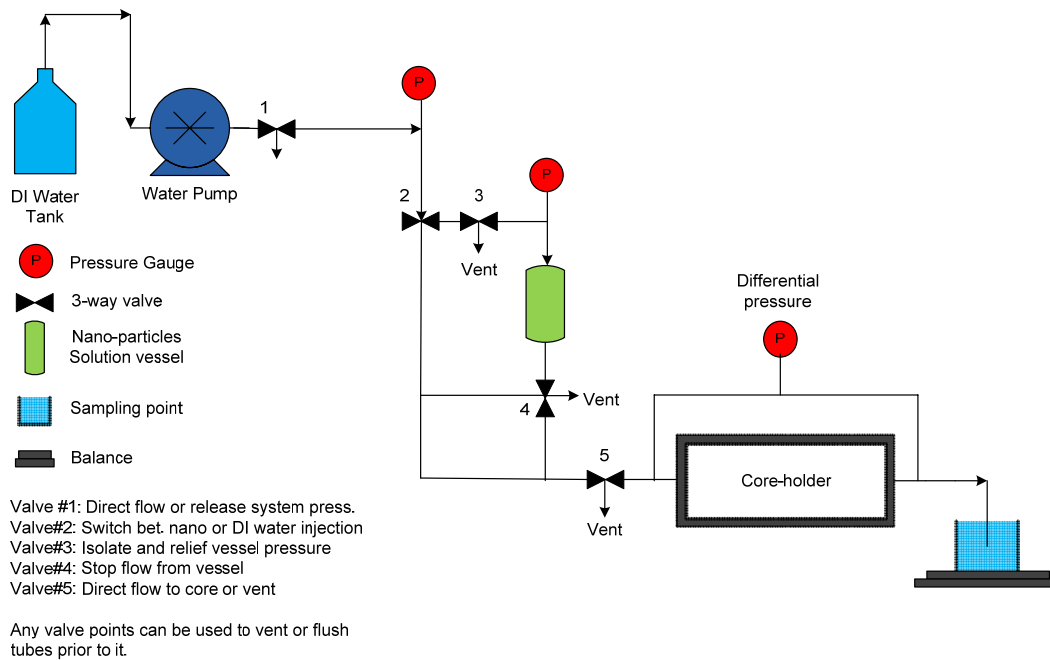 P
1
DI Water
Tank
Water Pump
P
2
3
Vent
P
Pressure Gauge
3-way valve
Nano-particles
Solution vessel
Sampling point
Balance
Differential
pressure
P
4
Vent
5
Vent
Core-holder
Valve #1: Direct flow or release system press.
Valve#2: Switch bet. nano or DI water injection
Valve#3: Isolate and relief vessel pressure
Valve#4: Stop flow from vessel
Valve#5: Direct flow to core or vent
Any valve points can be used to vent or flush
tubes prior to it.